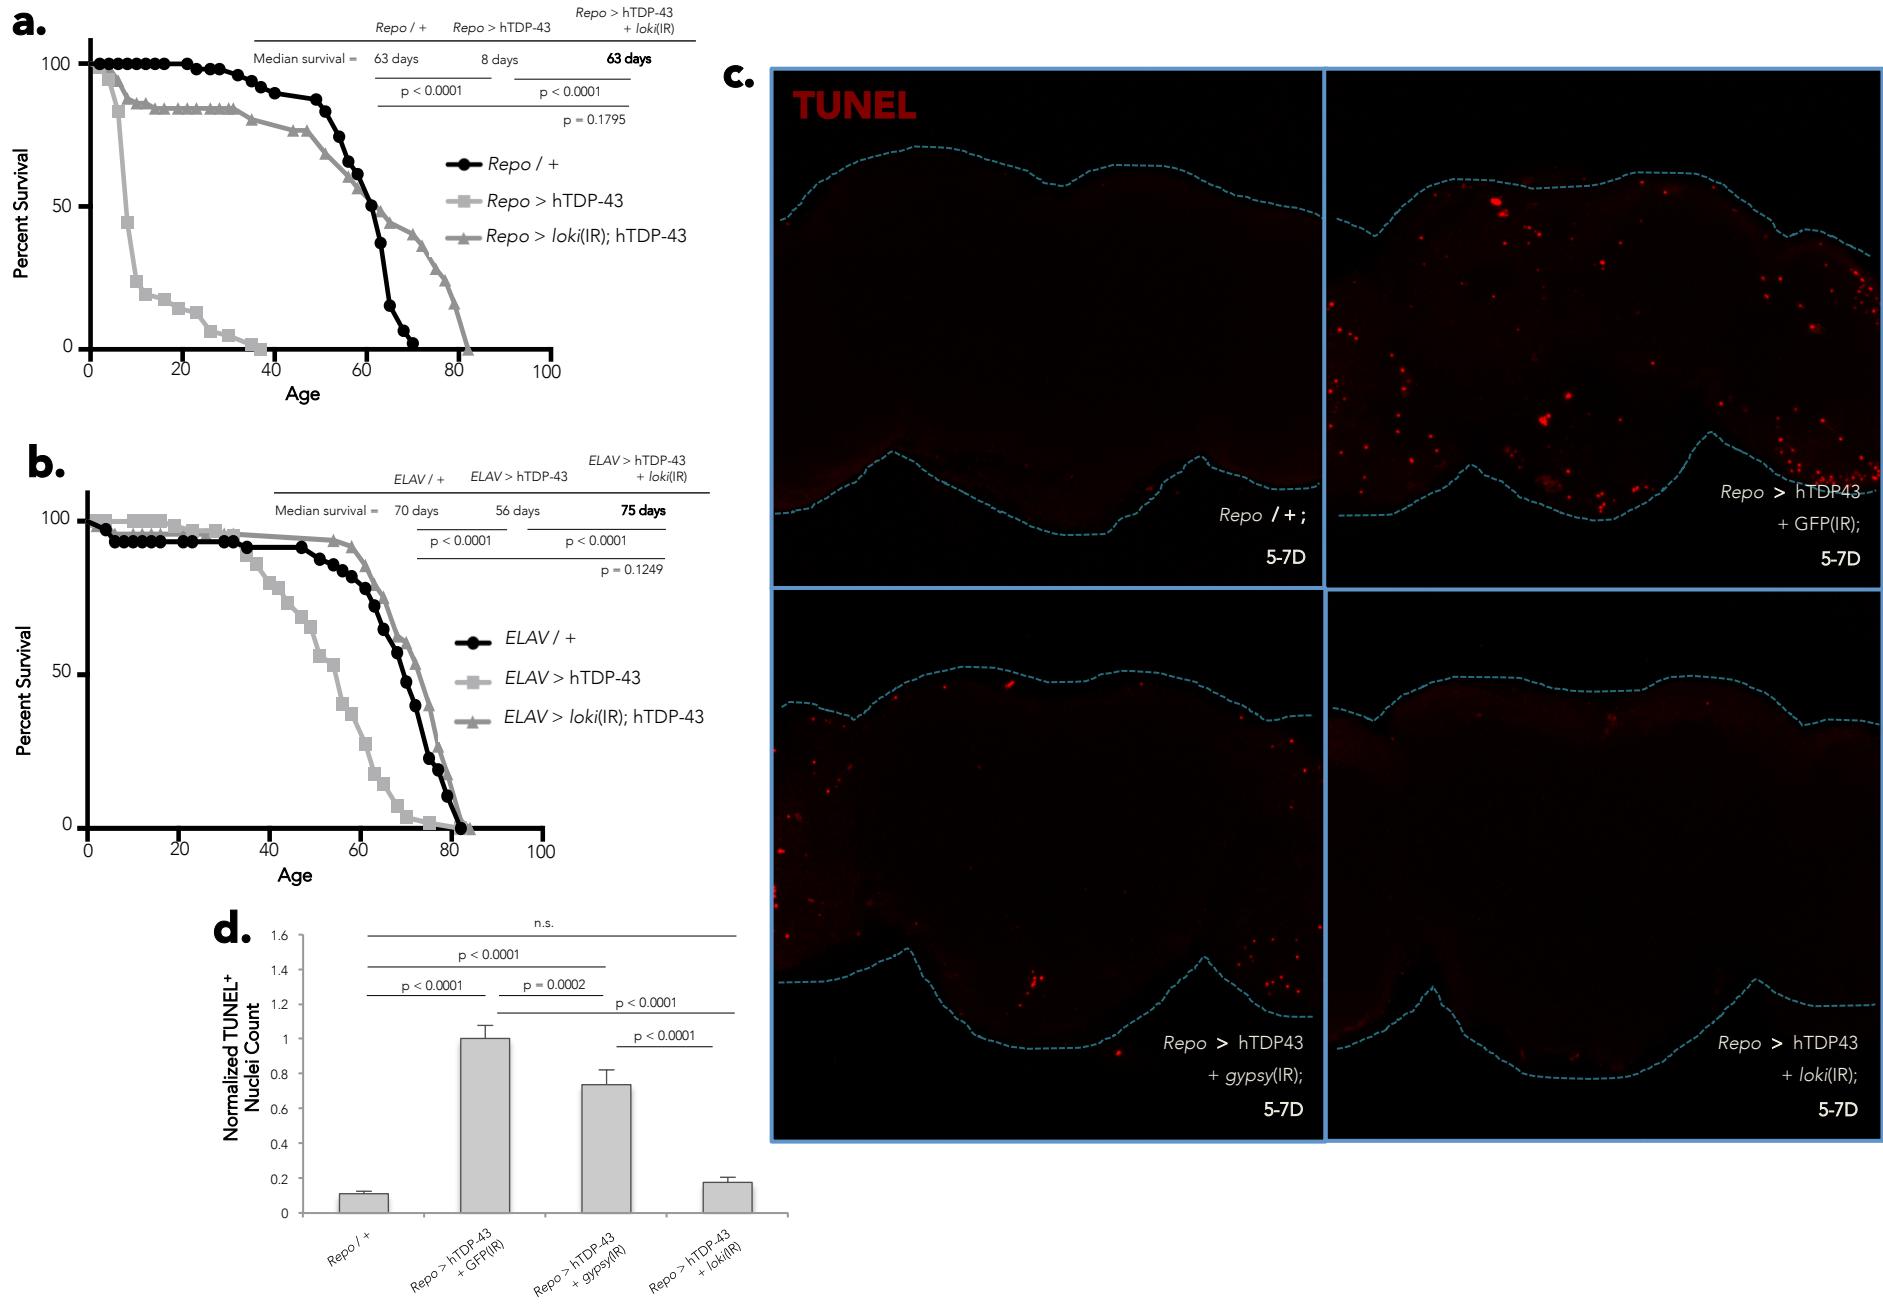 a.
Repo / +
Repo > hTDP-43
Repo > hTDP-43
+ loki(IR)
Median survival =
63 days
8 days
63 days
p < 0.0001
p < 0.0001
p = 0.1795
100
50
0
Percent Survival
Repo / +
Repo > hTDP-43
Repo > loki(IR); hTDP-43
0
20
40
60
80
100
Age
b.
ELAV / +
ELAV > hTDP-43
ELAV > hTDP-43
+ loki(IR)
Median survival =
70 days
56 days
75 days
p < 0.0001
p < 0.0001
p = 0.1249
100
50
0
Percent Survival
ELAV / +
ELAV > hTDP-43
ELAV > loki(IR); hTDP-43
0
20
40
60
80
100
Age
c.
TUNEL
Repo / + ;
5-7D
Repo > hTDP43
+ GFP(IR);
5-7D
Repo > hTDP43
+ gypsy(IR);
5-7D
Repo > hTDP43
+ loki(IR);
5-7D
d.
Normalized TUNEL+
Nuclei Count
1.6
1.4
1.2
1
0.8
0.6
0.4
0.2
0
n.s.
p < 0.0001
p < 0.0001
p = 0.0002
p < 0.0001
p < 0.0001
Repo / +
Repo > hTDP-43
+ GFP(IR)
Repo > hTDP-43
+ gypsy(IR)
Repo > hTDP-43
+ loki(IR)